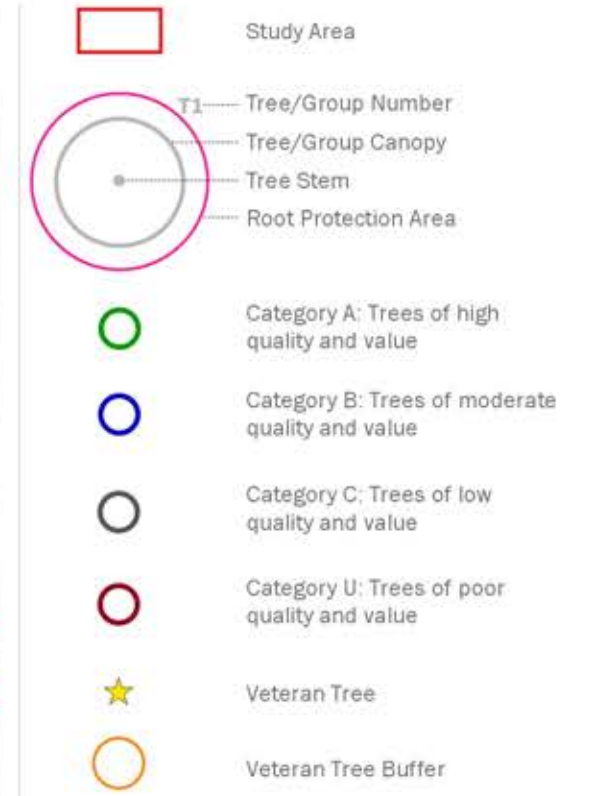 Study Area
T1
Tree/Group Number
Tree/Group Canopy
Tree Stem
Root Protection Area
Category A: Trees of high
quality and value
Category B: Trees of moderate
quality and value
Category C: Trees of low
quality and value
Category U: Trees of poor
quality and value
Veteran Tree
Veteran Tree Buffer